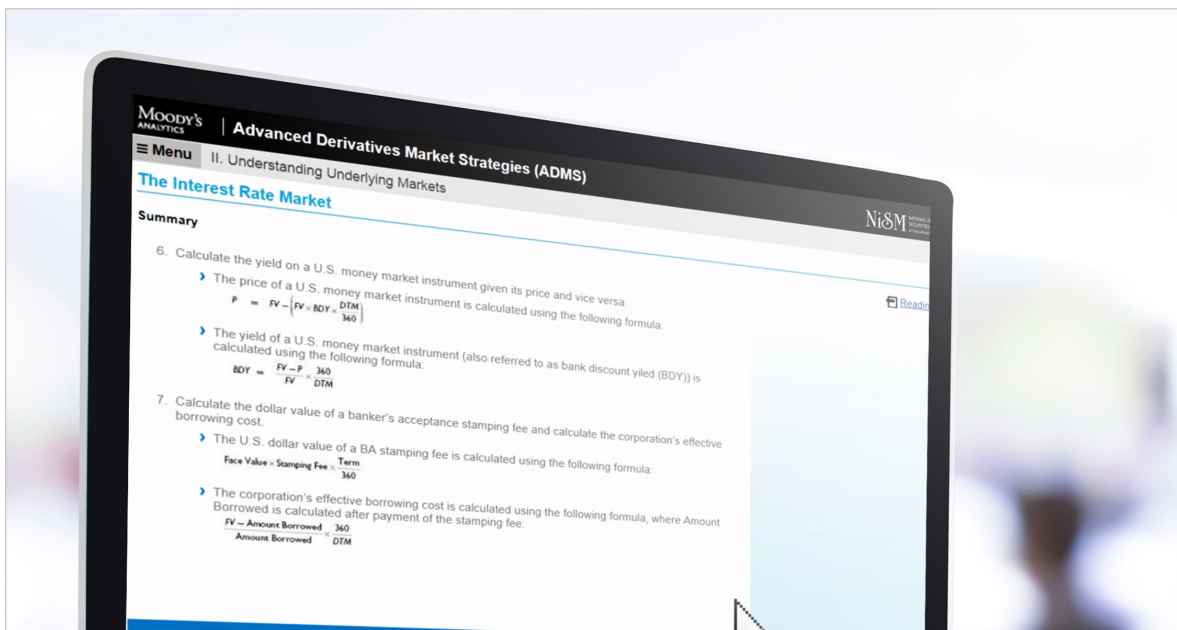 MOODY'S
ANALYTICS
Advanced Derivatives Market Strategies (ADMS)
≡ Menu
II. Understanding Underlying Markets
NiSM
The Interest Rate Market
Summary
Readin
6. Calculate the yield on a U.S. money market instrument given its price and vice versa.
› The price of a U.S. money market instrument is calculated using the following formula:
P = FV – (FV × BDY × DTM/360)
› The yield of a U.S. money market instrument (also referred to as bank discount yiled (BDY)) is
calculated using the following formula:
BDY = FV – P/FV × 360/DTM
7. Calculate the dollar value of a banker's acceptance stamping fee and calculate the corporation's effective
borrowing cost.
› The U.S. dollar value of a BA stamping fee is calculated using the following formula:
Face Value × Stamping Fee × Term/360
› The corporation's effective borrowing cost is calculated using the following formula, where Amount
Borrowed is calculated after payment of the stamping fee:
FV – Amount Borrowed/Amount Borrowed × 360/DTM